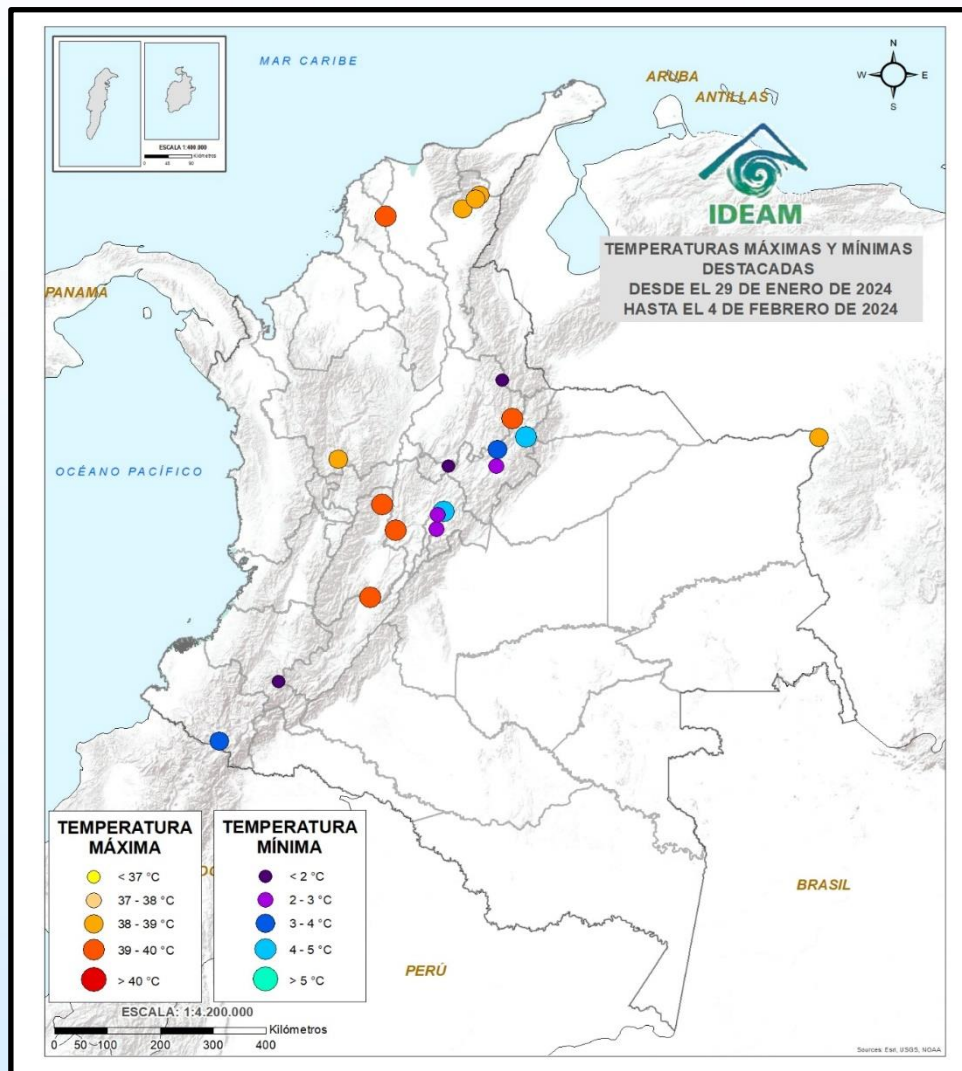 MAR CARIBE
ARUBA
ANTILLAS
N
W
E
S
ESCALA 1:490.000
Kilómetros
IDEAM
TEMPERATURAS MÁXIMAS Y MÍNIMAS
DESTACADAS
DESDE EL 29 DE ENERO DE 2024
HASTA EL 4 DE FEBRERO DE 2024
PANAMA
OCÉANO PACÍFICO
TEMPERATURA
MÁXIMA
< 37 °C
37 - 38 °C
38 - 39 °C
39 - 40 °C
> 40 °C
TEMPERATURA
MÍNIMA
< 2 °C
2 - 3 °C
3 - 4 °C
4 - 5 °C
> 5 °C
BRASIL
PERÚ
ESCALA: 1:4.200.000
Kilómetros
0 50 100 200 300 400
Sources: Esri, USGS, NOAA